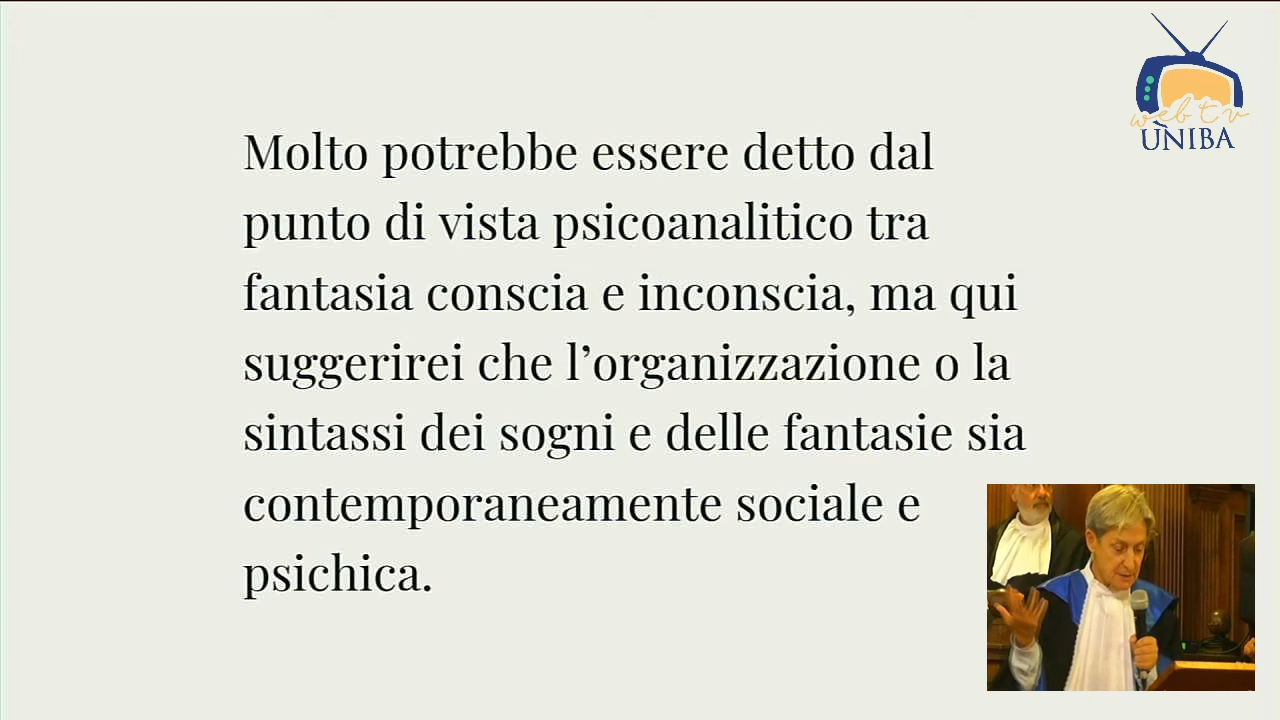 Molto potrebbe essere detto dal
punto di vista psicoanalitico tra
fantasia conscia e inconscia, ma qui
suggerirei che l’organizzazione o la
sintassi dei sogni e delle fantasie sia
contemporaneamente sociale e
psichica.
web tv
UNIBA